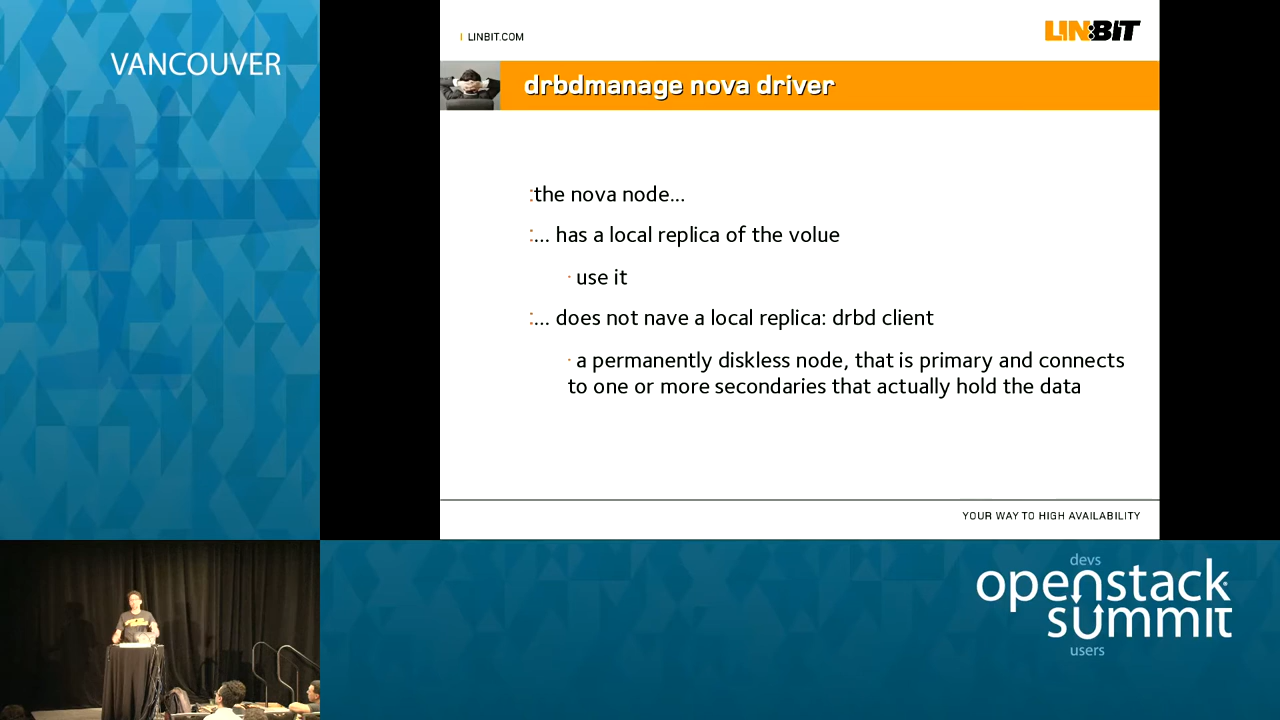 VANCOUVER
LINBIT.COM
LIN:BIT
drbdmanage nova driver
:the nova node...
:... has a local replica of the volue
· use it
:... does not nave a local replica: drbd client
· a permanently diskless node, that is primary and connects
to one or more secondaries that actually hold the data
YOUR WAY TO HIGH AVAILABILITY
devs
openstack
summit
users